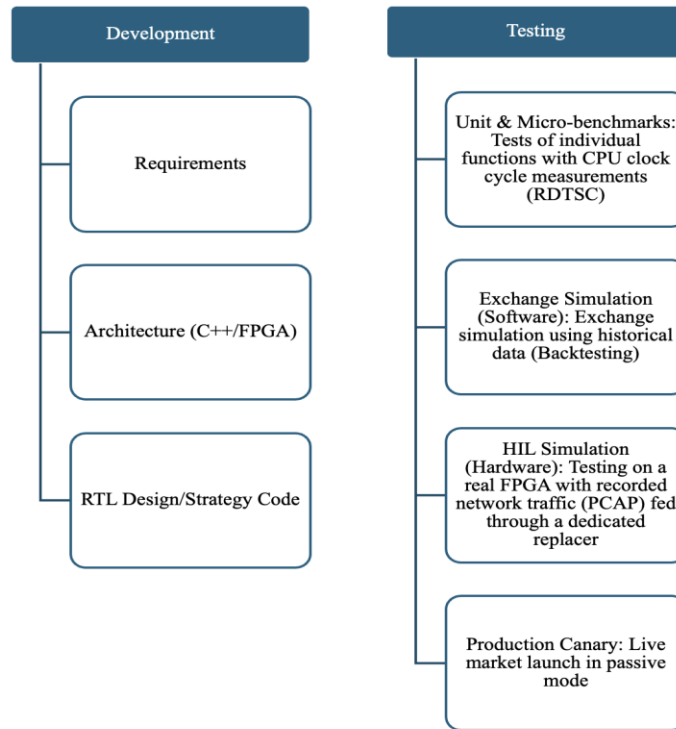 Development
Requirements
Architecture (C++/FPGA)
RTL Design/Strategy Code
Testing
Unit & Micro-benchmarks:
Tests of individual
functions with CPU clock
cycle measurements
(RDTSC)
Exchange Simulation
(Software): Exchange
simulation using historical
data (Backtesting)
HIL Simulation
(Hardware): Testing on a
real FPGA with recorded
network traffic (PCAP) fed
through a dedicated
replacer
Production Canary: Live
market launch in passive
mode